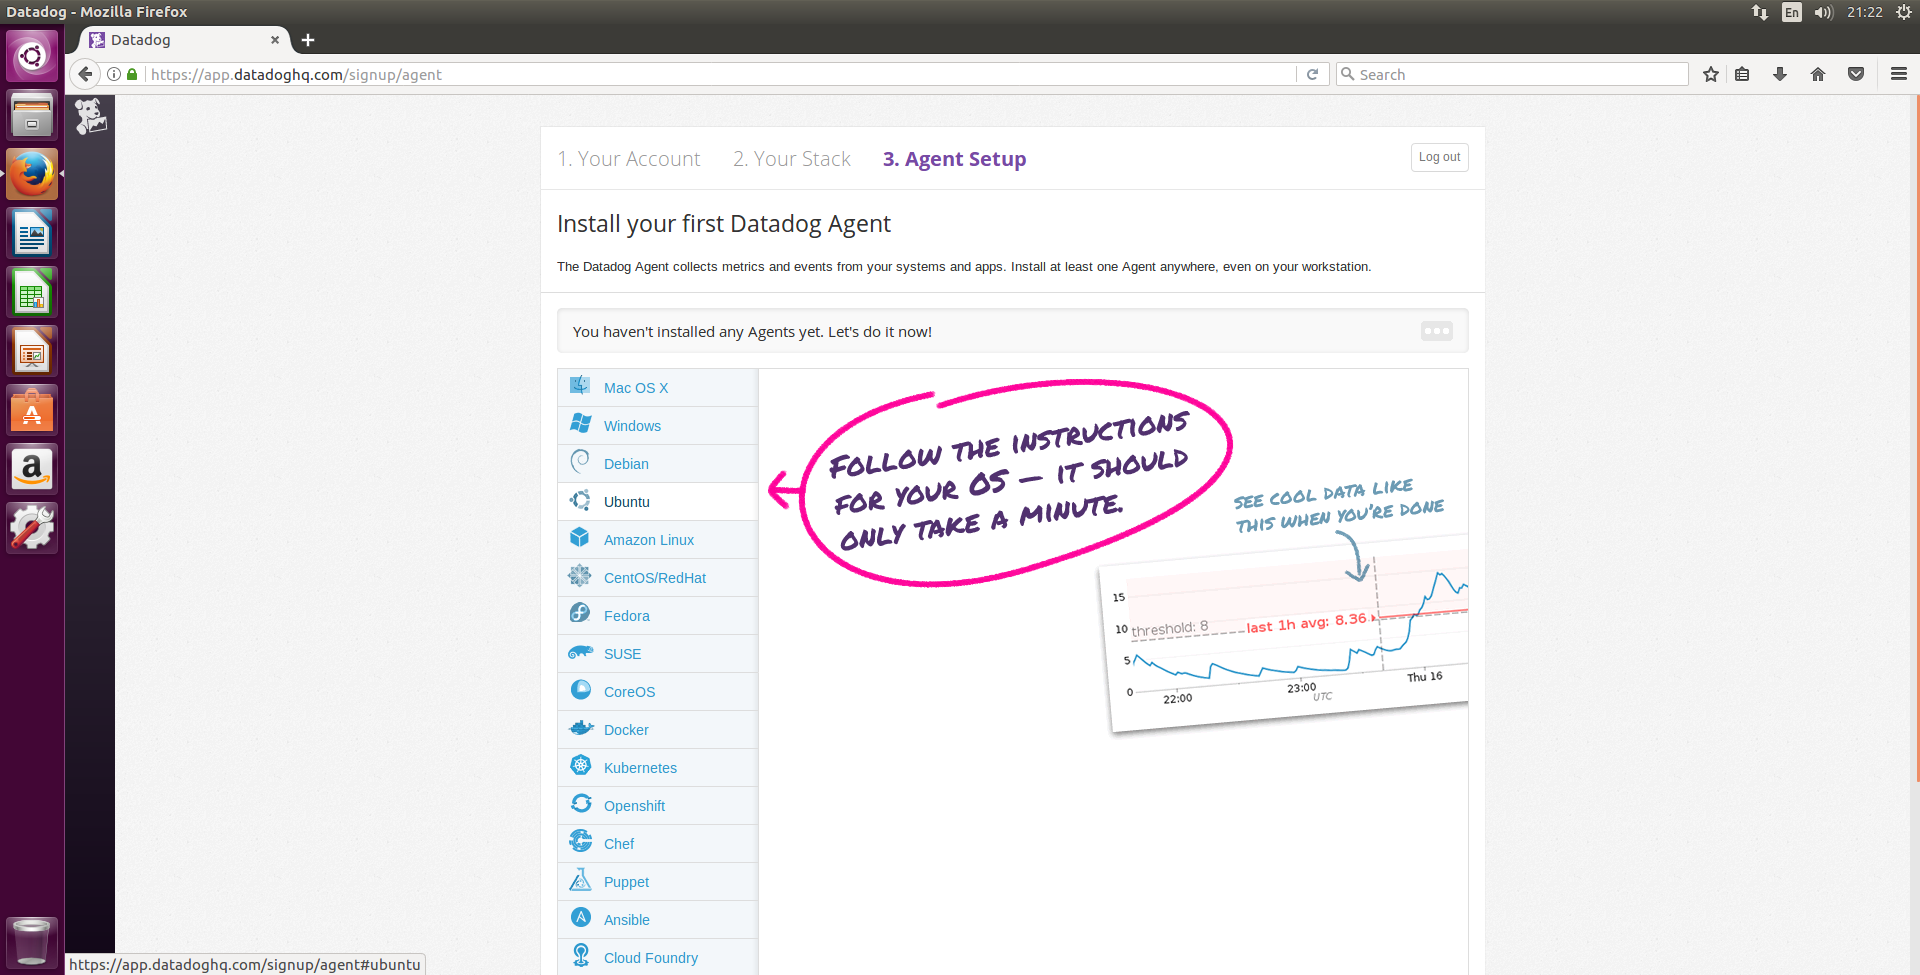 Datadog - Mozilla Firefox
En
21:22
Datadog
https://app.datadoghq.com/signup/agent
Search
1. Your Account
2. Your Stack
3. Agent Setup
Log out
Install your first Datadog Agent
The Datadog Agent collects metrics and events from your systems and apps. Install at least one Agent anywhere, even on your workstation.
You haven't installed any Agents yet. Let's do it now!
Mac OS X
Windows
Debian
Ubuntu
Amazon Linux
CentOS/RedHat
Fedora
SUSE
CoreOS
Docker
Kubernetes
Openshift
Chef
Puppet
Ansible
Cloud Foundry
FOLLOW THE INSTRUCTIONS
FOR YOUR OS — IT SHOULD
ONLY TAKE A MINUTE.
SEE COOL DATA LIKE
THIS WHEN YOU'RE DONE
15
10
5
0
threshold: 8
last 1h avg: 8.36
22:00
23:00
UTC
Thu 16
https://app.datadoghq.com/signup/agent#ubuntu